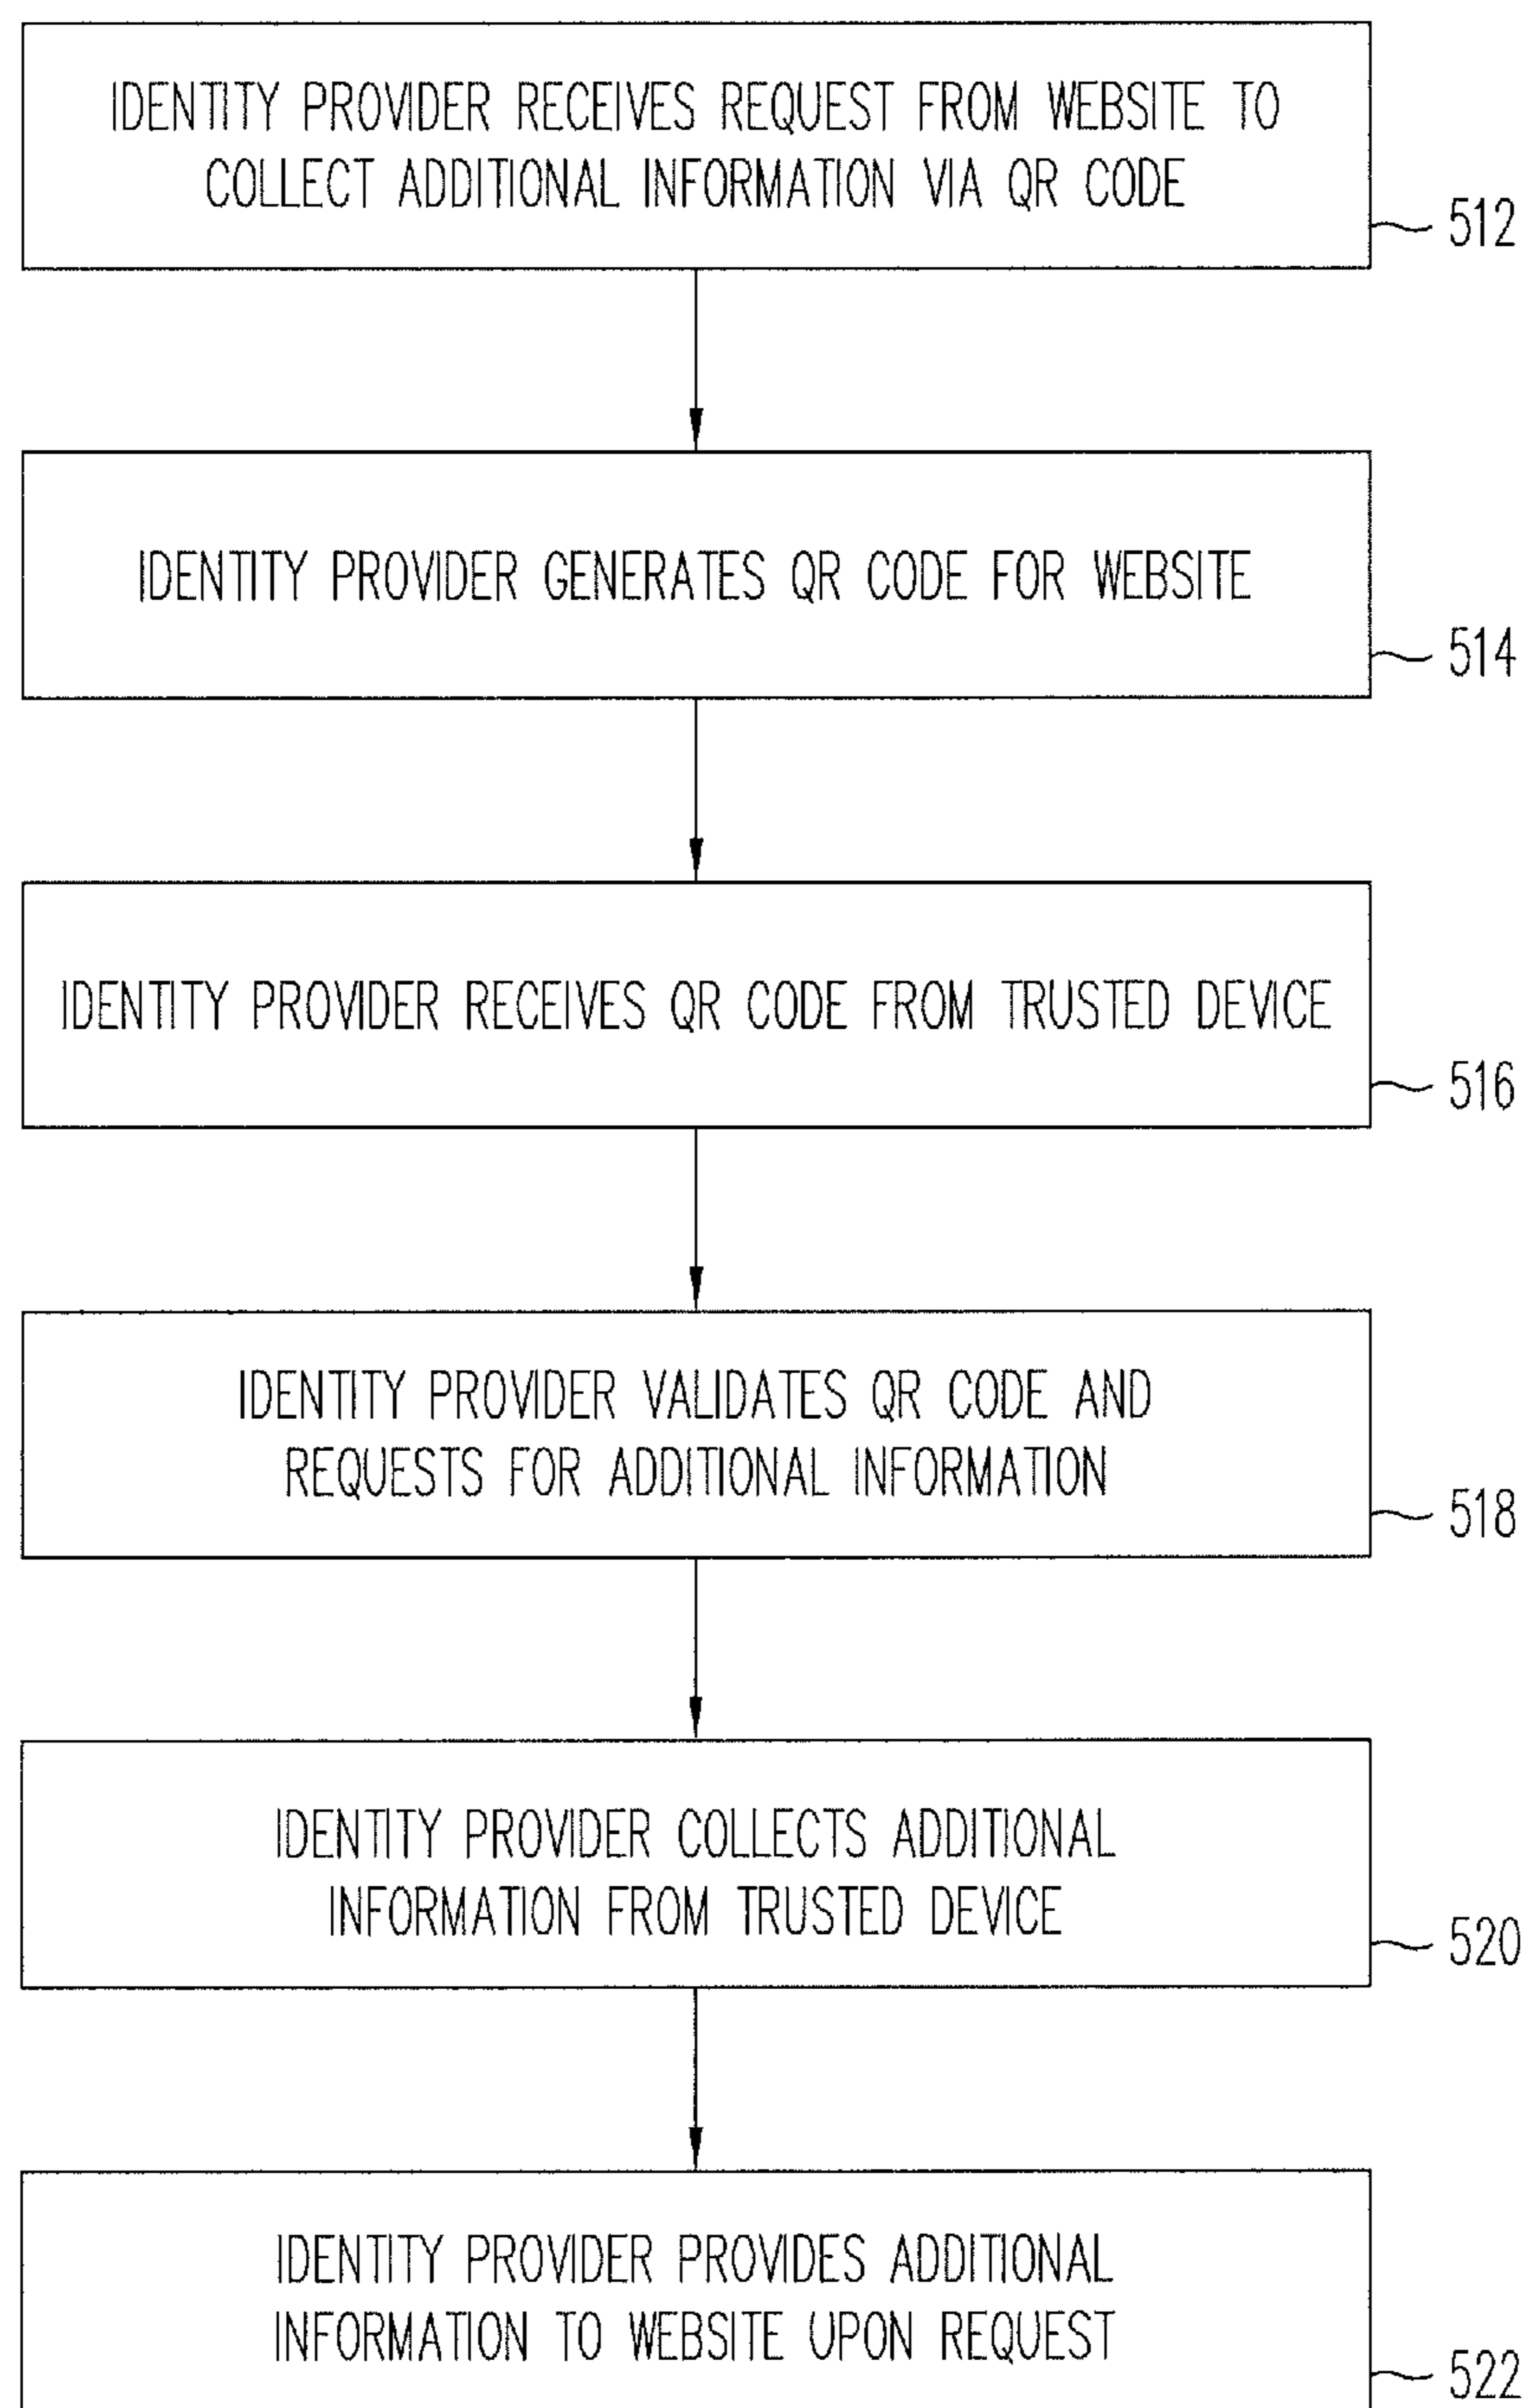 IDENTITY PROVIDER RECEIVES REQUEST FROM WEBSITE TO
COLLECT ADDITIONAL INFORMATION VIA QR CODE
512
IDENTITY PROVIDER GENERATES QR CODE FOR WEBSITE
514
IDENTITY PROVIDER RECEIVES QR CODE FROM TRUSTED DEVICE
516
IDENTITY PROVIDER VALIDATES QR CODE AND
REQUESTS FOR ADDITIONAL INFORMATION
518
IDENTITY PROVIDER COLLECTS ADDITIONAL
INFORMATION FROM TRUSTED DEVICE
520
IDENTITY PROVIDER PROVIDES ADDITIONAL
INFORMATION TO WEBSITE UPON REQUEST
522